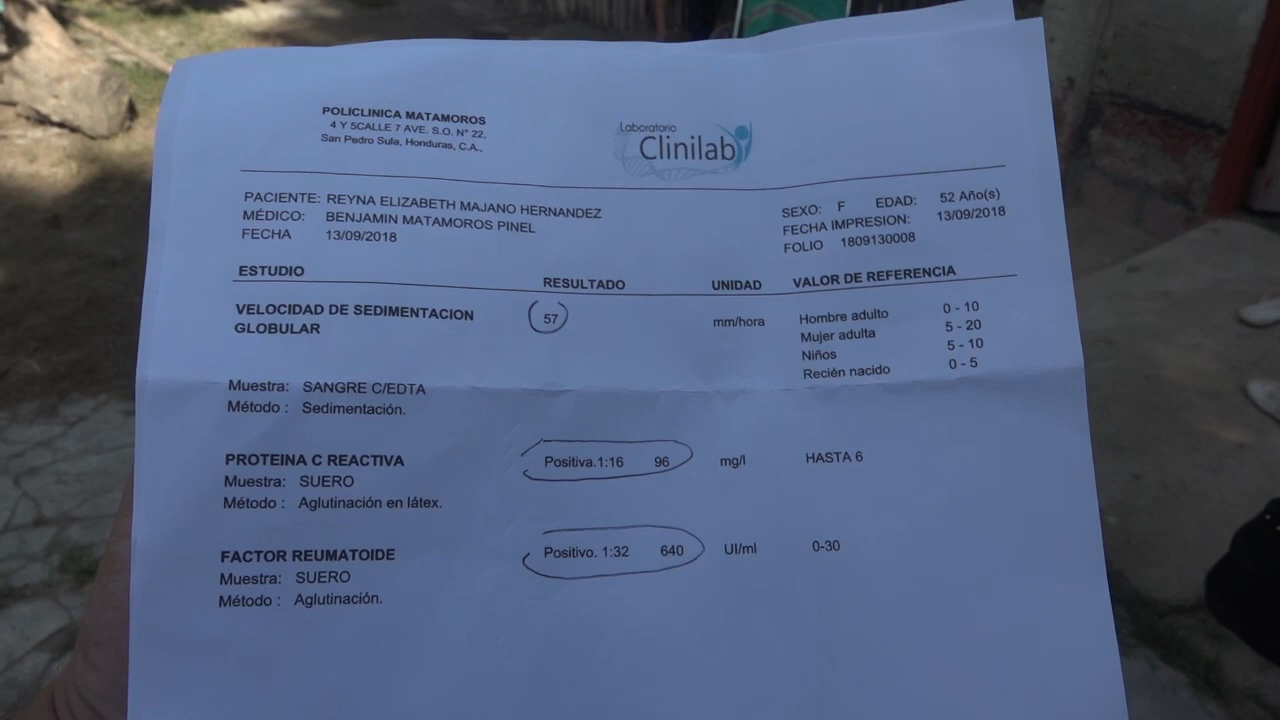 POLICLINICA MATAMOROS
4 Y 5CALLE 7 AVE. S.O. N° 22,
San Pedro Sula, Honduras, C.A.,
Laboratorio
Clinilab
PACIENTE: REYNA ELIZABETH MAJANO HERNANDEZ
MÉDICO: BENJAMIN MATAMOROS PINEL
FECHA 13/09/2018
SEXO: F EDAD: 52 Año(s)
FECHA IMPRESION: 13/09/2018
FOLIO 1809130008
ESTUDIO RESULTADO UNIDAD VALOR DE REFERENCIA
VELOCIDAD DE SEDIMENTACION
GLOBULAR
57 mm/hora
Hombre adulto 0 - 10
Mujer adulta 5 - 20
Niños 5 - 10
Recién nacido 0 - 5
Muestra: SANGRE C/EDTA
Método : Sedimentación.
PROTEINA C REACTIVA Positiva.1:16 96 mg/l HASTA 6
Muestra: SUERO
Método : Aglutinación en látex.
FACTOR REUMATOIDE Positivo. 1:32 640 UI/ml 0-30
Muestra: SUERO
Método : Aglutinación.